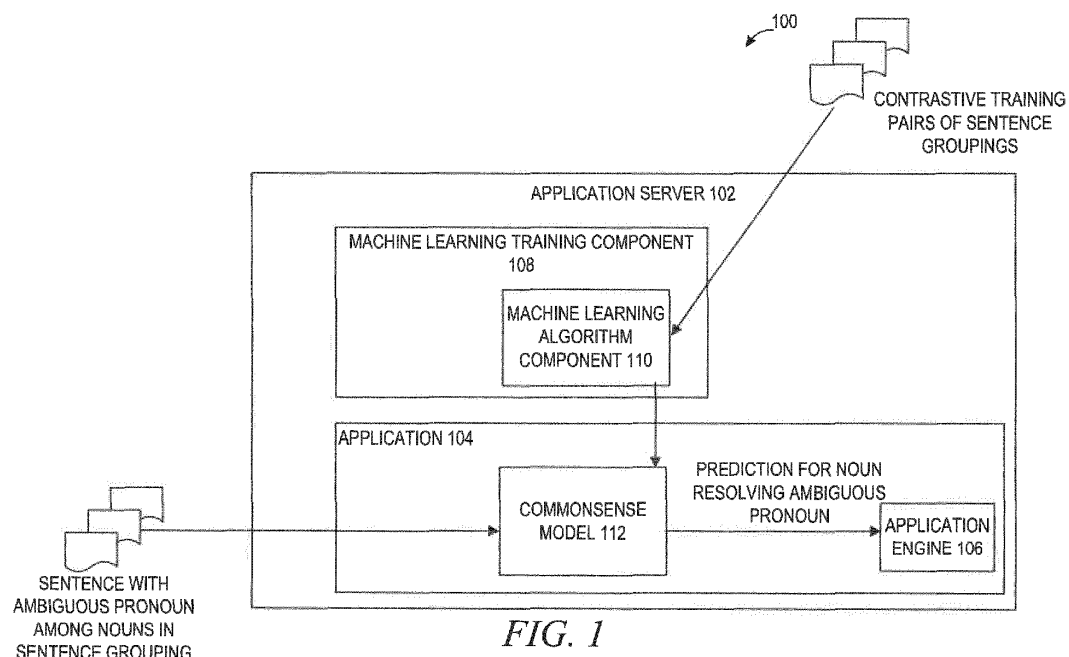 100
CONTRASTIVE TRAINING
PAIRS OF SENTENCE
GROUPINGS
APPLICATION SERVER 102
MACHINE LEARNING TRAINING COMPONENT
108
MACHINE LEARNING
ALGORITHM
COMPONENT 110
APPLICATION 104
COMMONSENSE
MODEL 112
PREDICTION FOR NOUN
RESOLVING AMBIGUOUS
PRONOUN
APPLICATION
ENGINE 106
SENTENCE WITH
AMBIGUOUS PRONOUN
AMONG NOUNS IN
SENTENCE GROUPING
FIG. 1